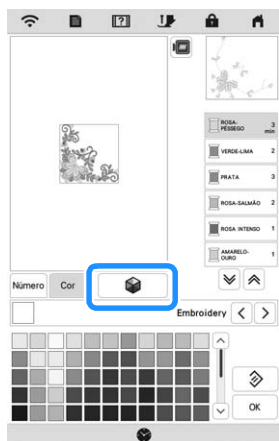 ROSA-
PÊSSEGO
3
min
VERDE-LIMA 2
PRATA 3
ROSA-SALMÃO 2
ROSA INTENSO 1
AMARELO-
OURO
1
Número Cor
Embroidery
OK